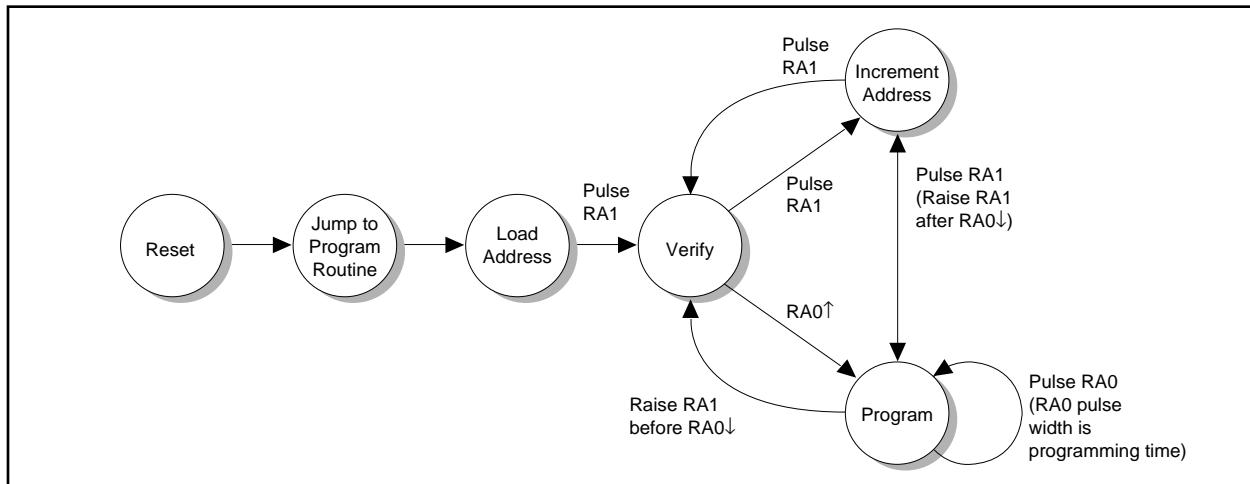 Reset
Jump to
Program
Routine
Load
Address
Pulse
RA1
Verify
Pulse
RA1
Increment
Address
Pulse
RA1
Pulse RA1
(Raise RA1
after RA0↓)
RA0↑
Raise RA1
before RA0↓
Program
Pulse RA0
(RA0 pulse
width is
programming time)